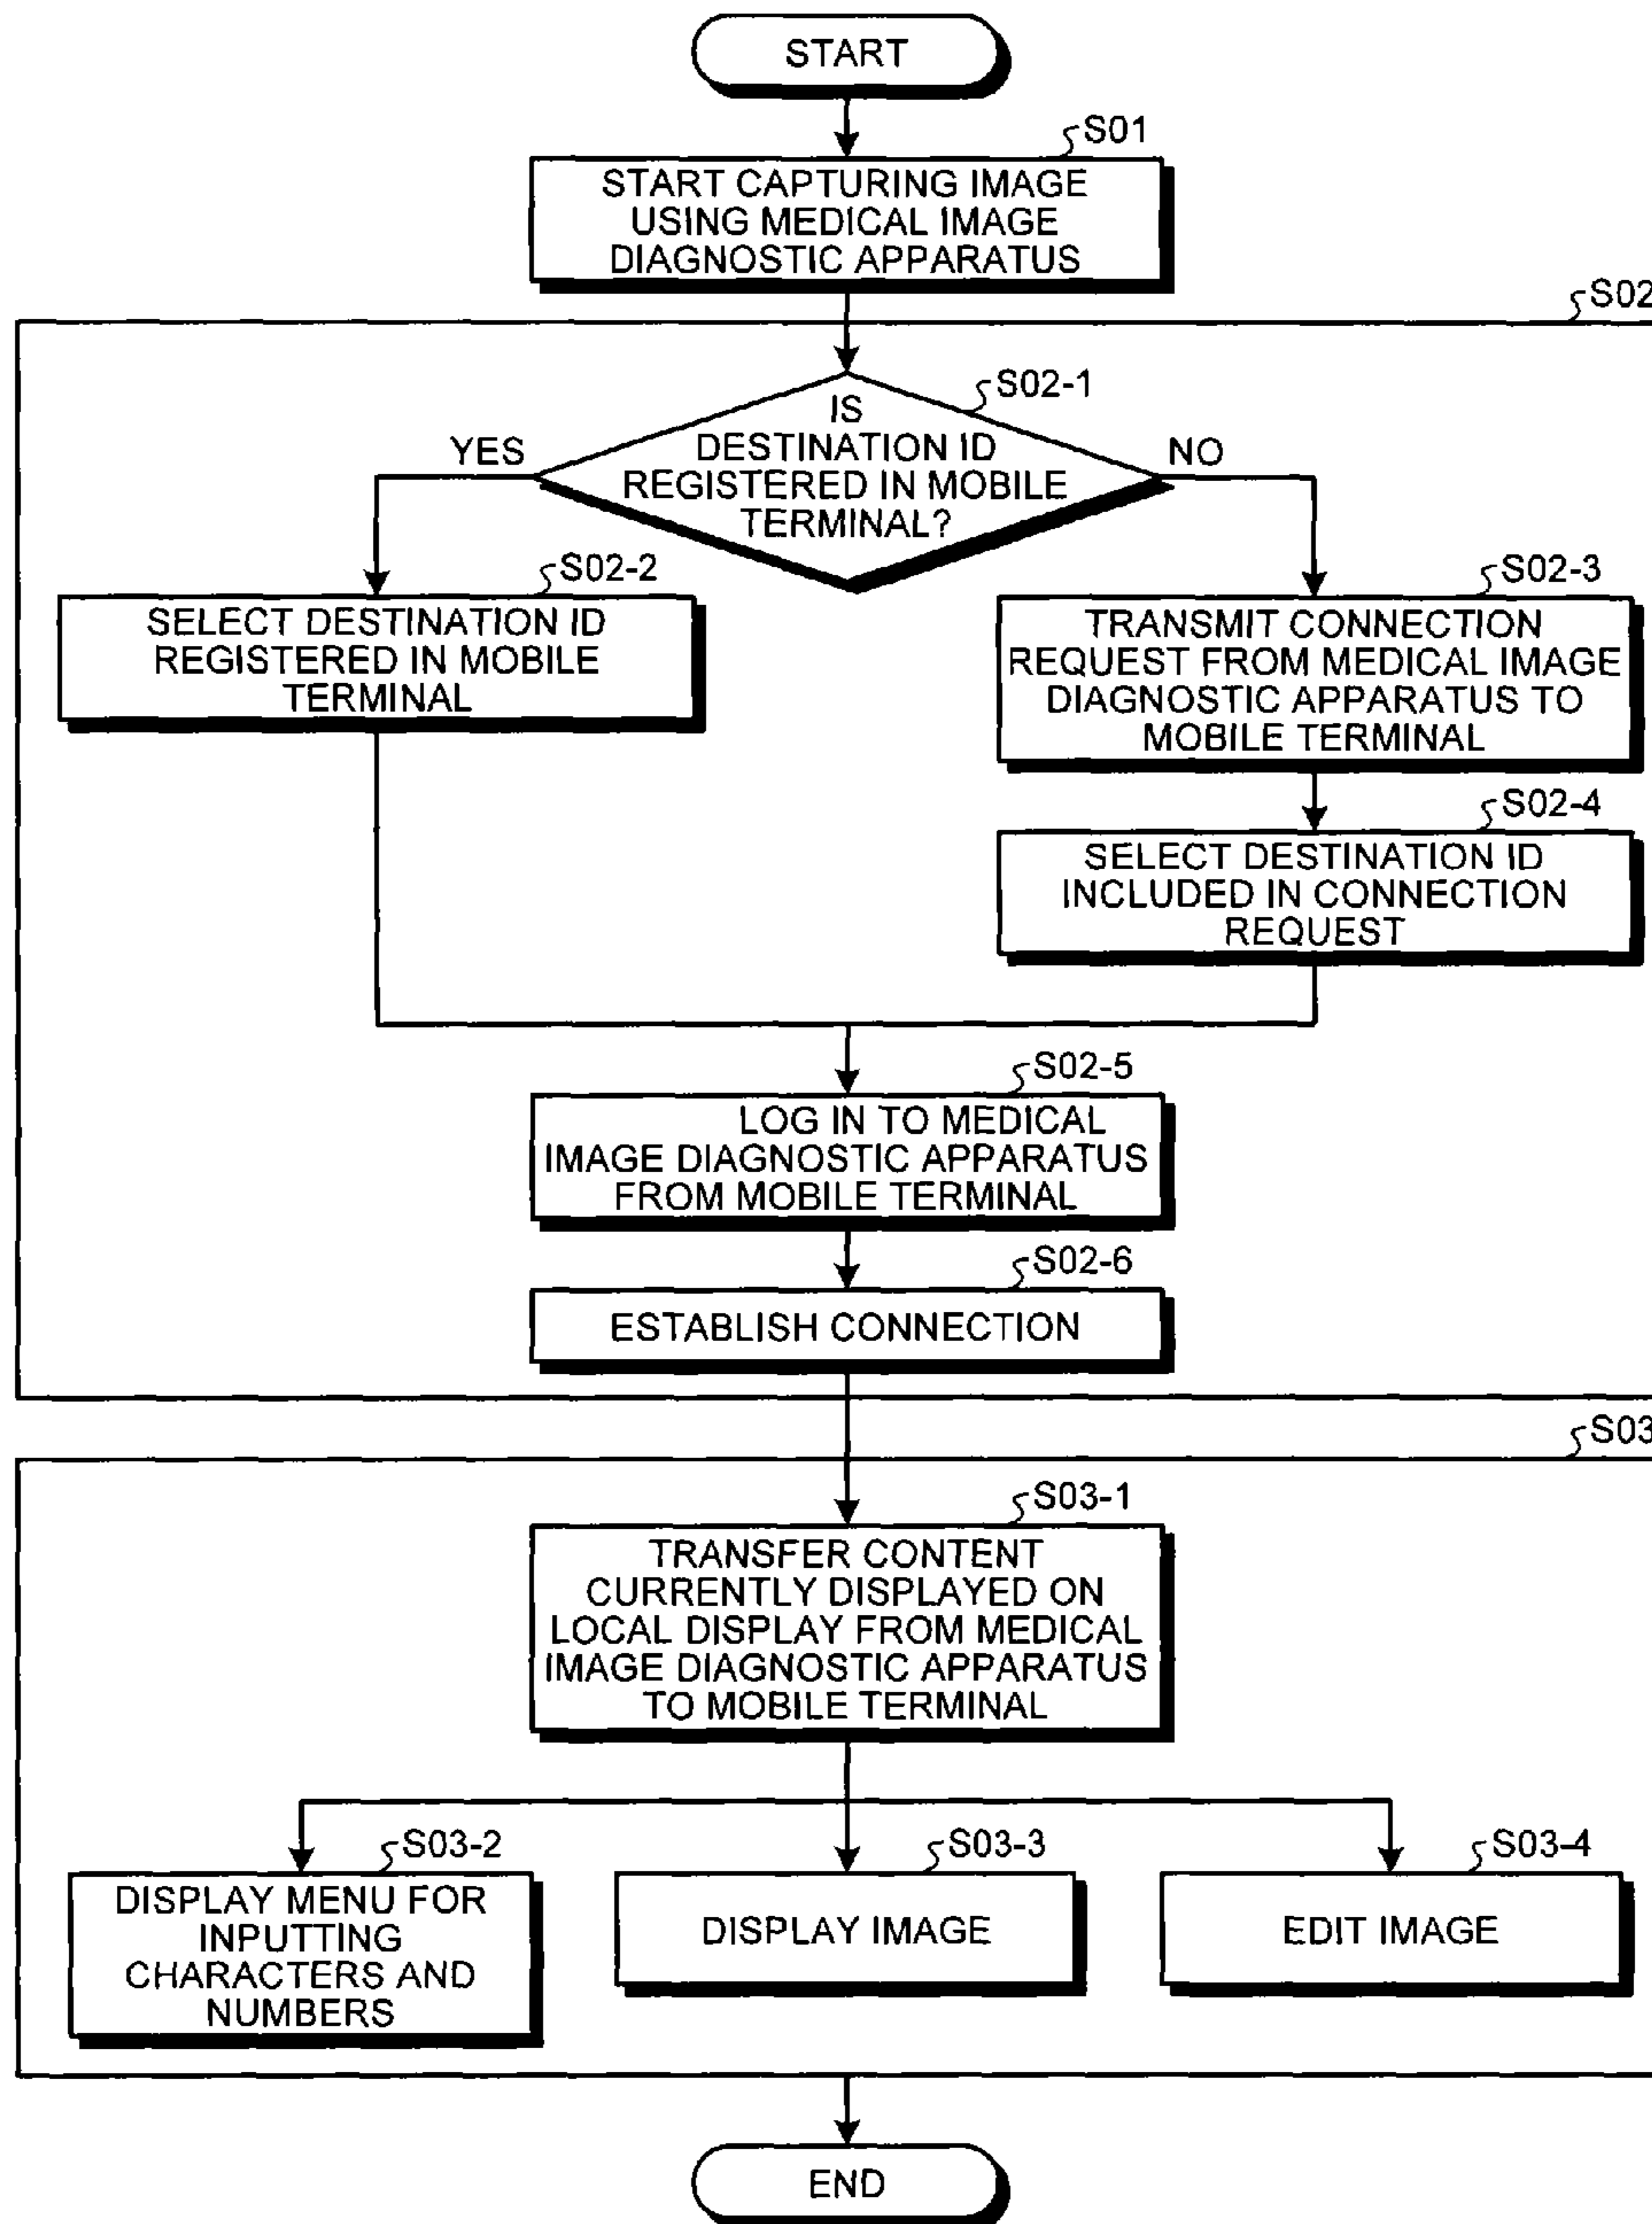 START
S01
START CAPTURING IMAGE
USING MEDICAL IMAGE
DIAGNOSTIC APPARATUS
S02
S02-1
IS
DESTINATION ID
REGISTERED IN MOBILE
TERMINAL?
YES
NO
S02-2
SELECT DESTINATION ID
REGISTERED IN MOBILE
TERMINAL
S02-3
TRANSMIT CONNECTION
REQUEST FROM MEDICAL IMAGE
DIAGNOSTIC APPARATUS TO
MOBILE TERMINAL
S02-4
SELECT DESTINATION ID
INCLUDED IN CONNECTION
REQUEST
S02-5
LOG IN TO MEDICAL
IMAGE DIAGNOSTIC APPARATUS
FROM MOBILE TERMINAL
S02-6
ESTABLISH CONNECTION
S03
S03-1
TRANSFER CONTENT
CURRENTLY DISPLAYED ON
LOCAL DISPLAY FROM MEDICAL
IMAGE DIAGNOSTIC APPARATUS
TO MOBILE TERMINAL
S03-2
DISPLAY MENU FOR
INPUTTING
CHARACTERS AND
NUMBERS
S03-3
DISPLAY IMAGE
S03-4
EDIT IMAGE
END